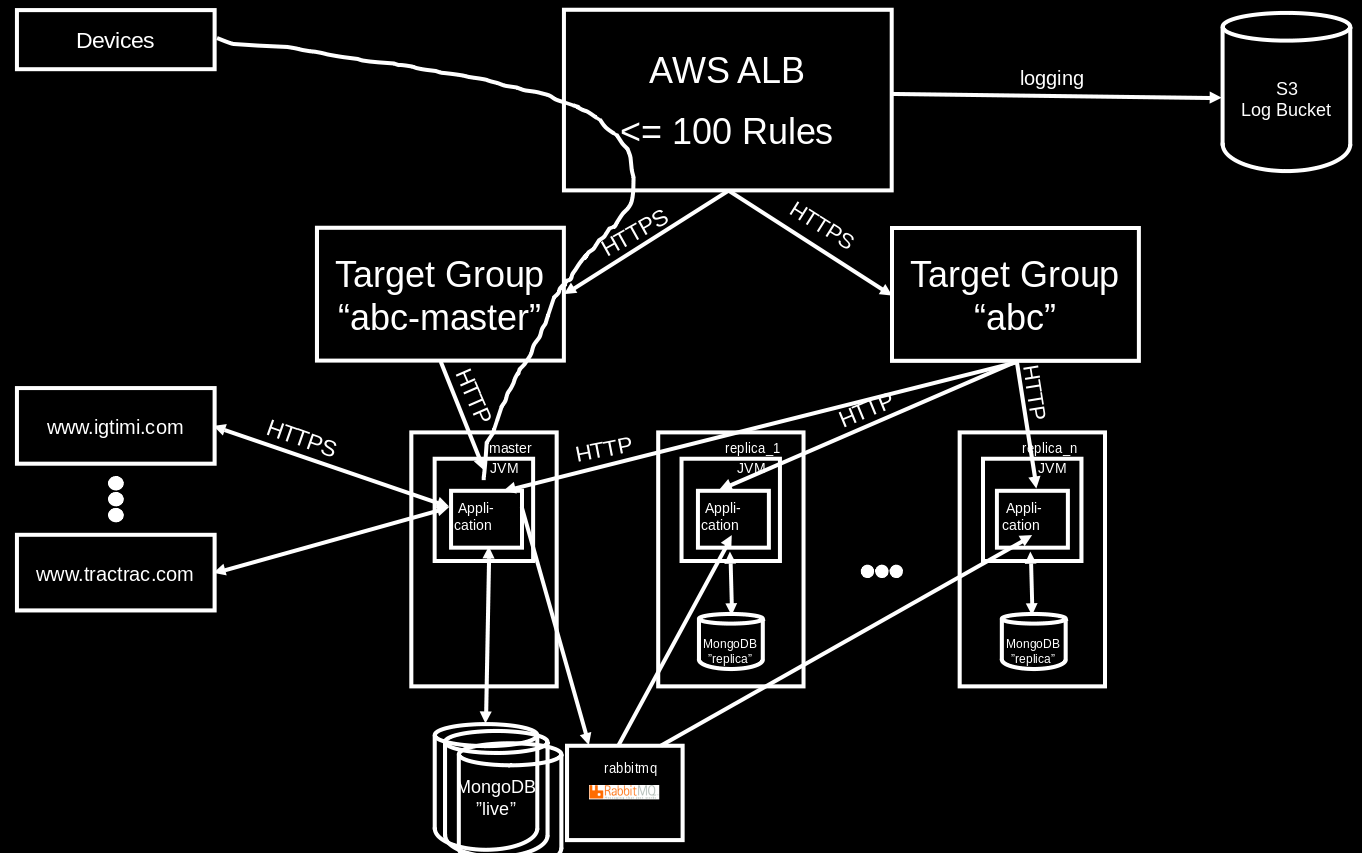 Devices
AWS ALB
<= 100 Rules
logging
S3
Log Bucket
HTTPS
HTTPS
Target Group
“abc-master”
Target Group
“abc”
HTTP
HTTP
HTTP
HTTP
www.igtimi.com
HTTPS
www.tractrac.com
master
JVM
Appli-
cation
replica_1
JVM
Appli-
cation
replica_n
JVM
Appli-
cation
MongoDB
”replica”
MongoDB
”replica”
MongoDB
”live”
rabbitmq
RabbitMQ